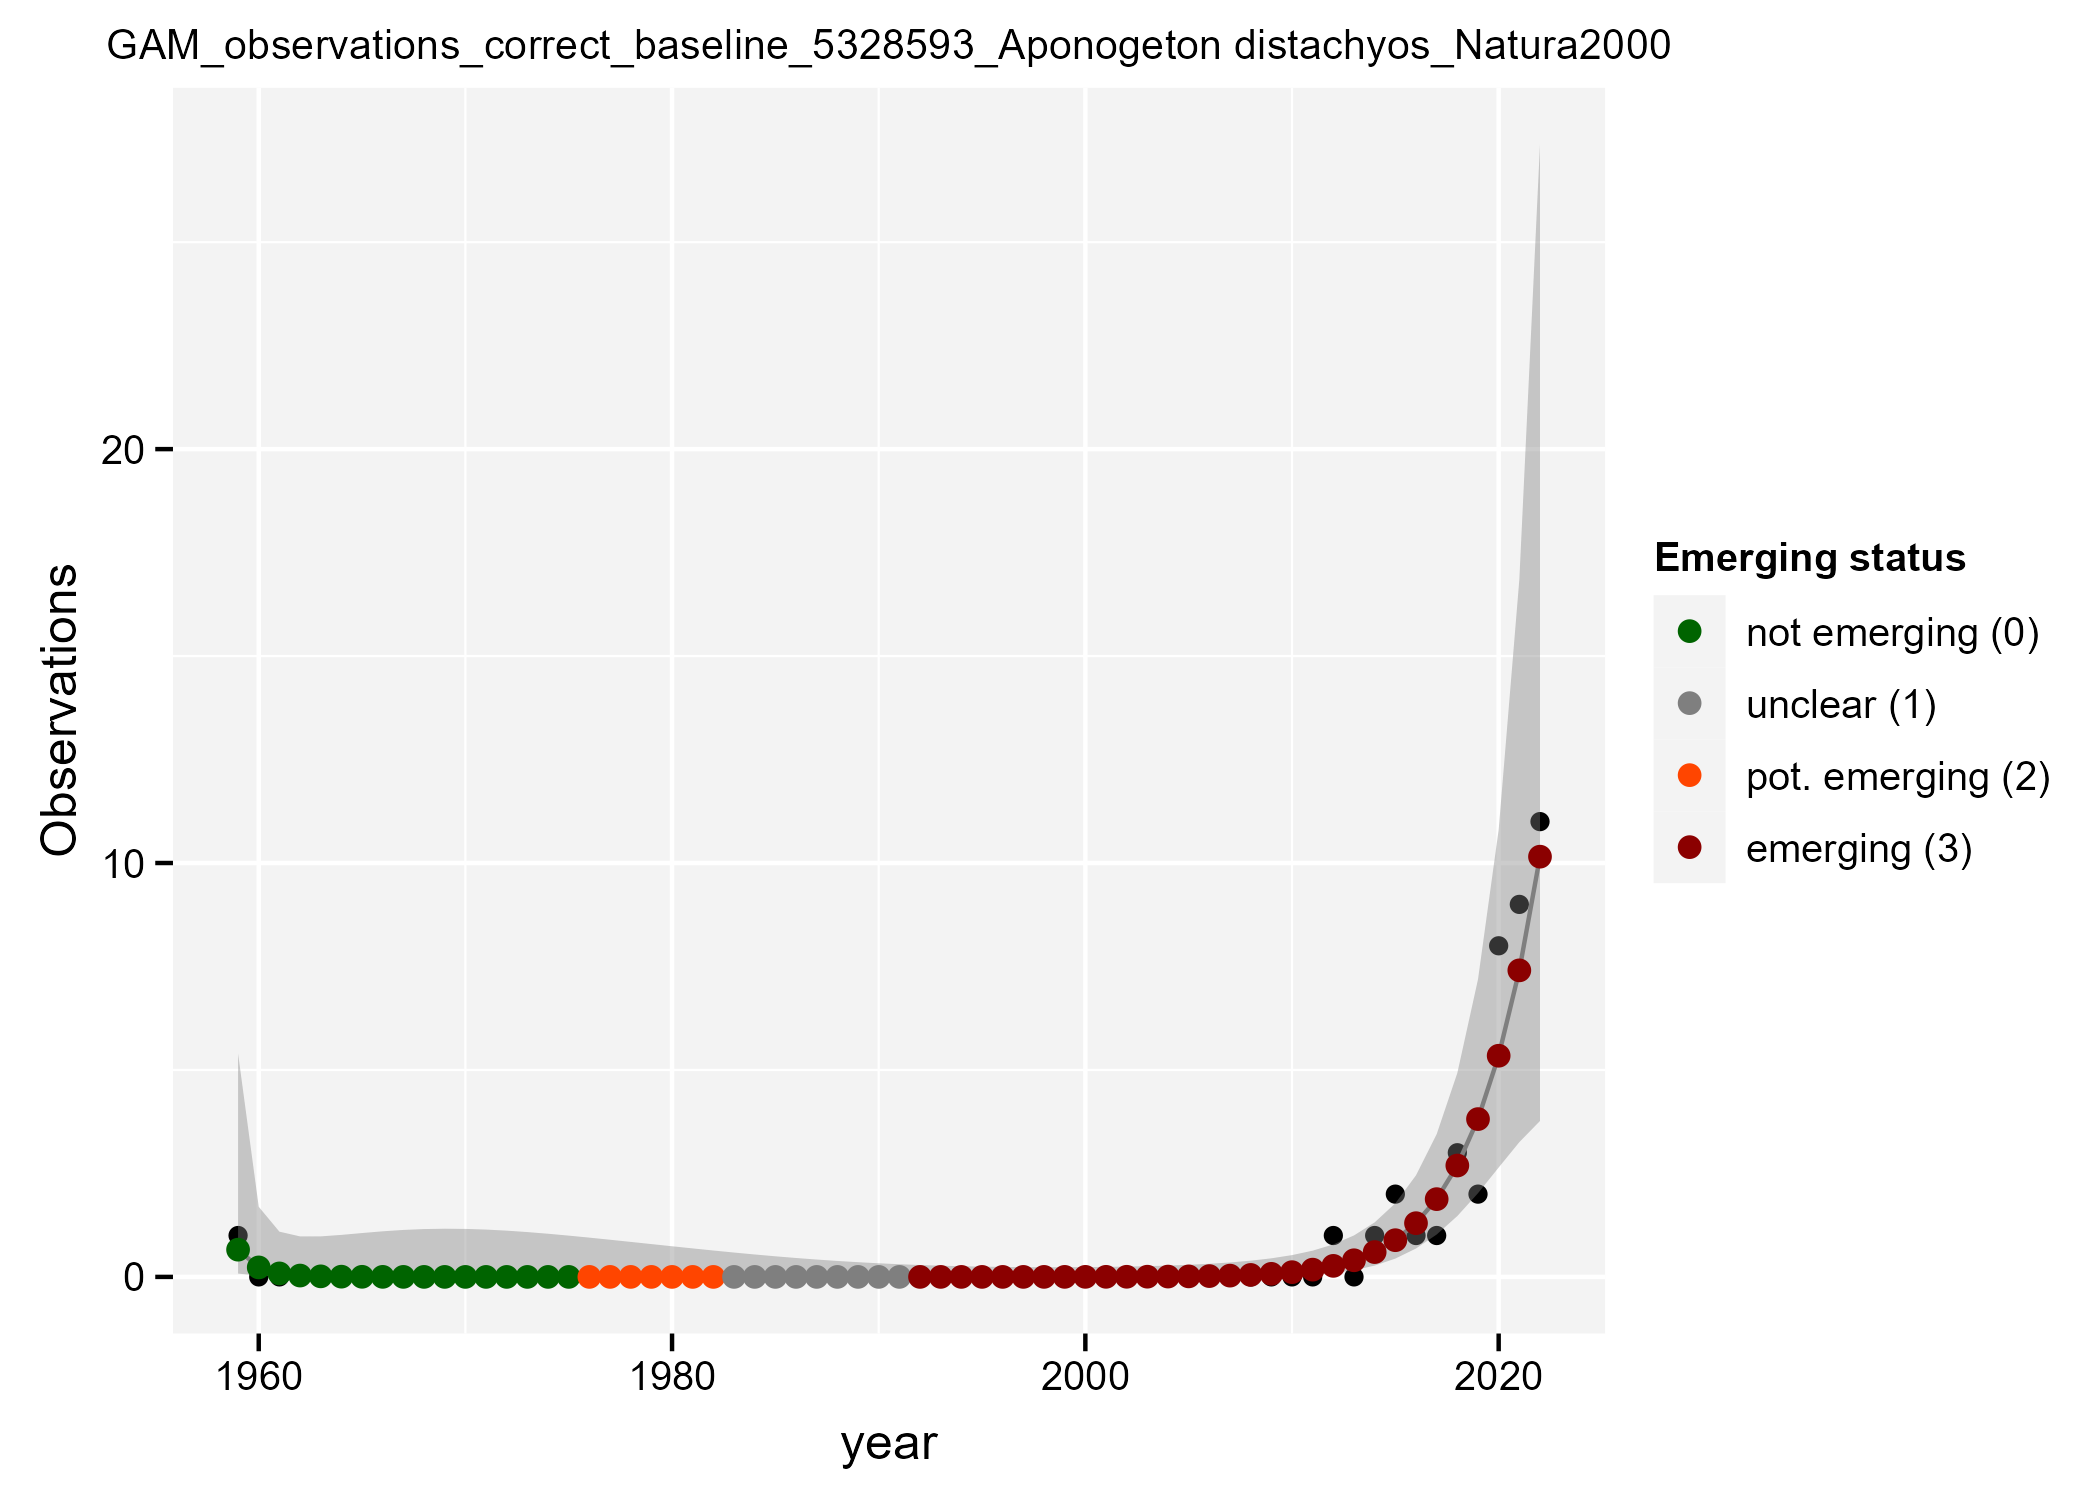 GAM_observations_correct_baseline_5328593_Aponogeton distachyos_Natura2000
Observations
20
10
0
1960
1980
2000
2020
year
Emerging status
not emerging (0)
unclear (1)
pot. emerging (2)
emerging (3)